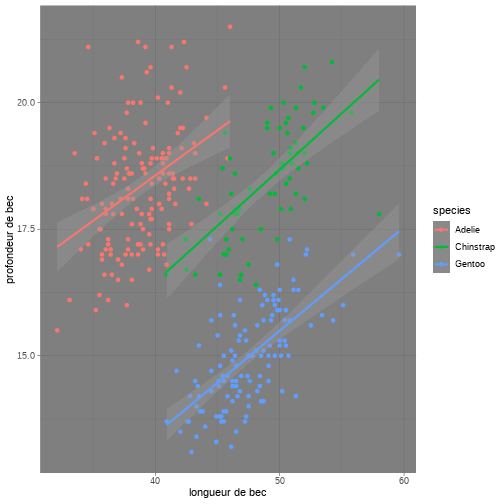 profondeur de bec
20.0
17.5
15.0
40
50
60
longueur de bec
species
Adelie
Chinstrap
Gentoo